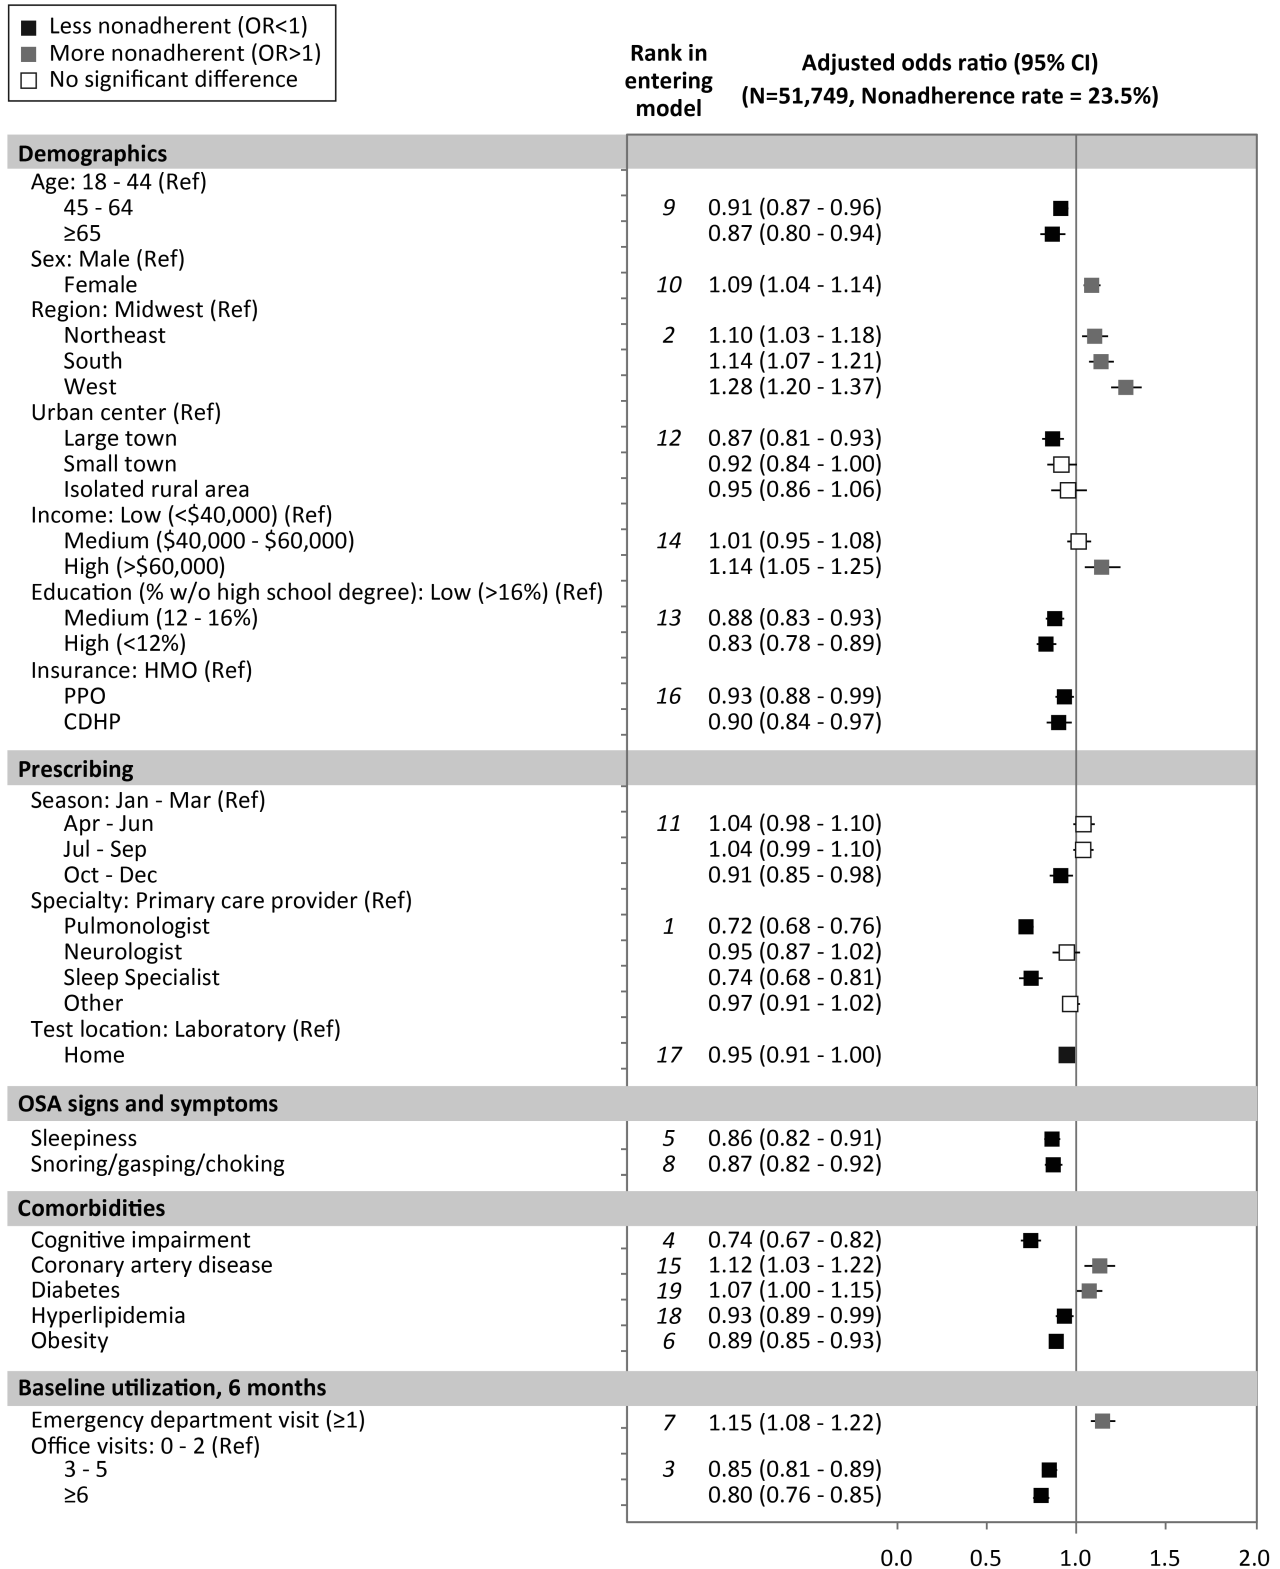 Less nonadherent (OR<1)
More nonadherent (OR>1)
No significant difference
Rank in
entering
model
Adjusted odds ratio (95% CI)
(N=51,749, Nonadherence rate = 23.5%)
Demographics
Age: 18 - 44 (Ref)
45 - 64 9 0.91 (0.87 - 0.96)
≥65 0.87 (0.80 - 0.94)
Sex: Male (Ref)
Female 10 1.09 (1.04 - 1.14)
Region: Midwest (Ref)
Northeast 2 1.10 (1.03 - 1.18)
South 1.14 (1.07 - 1.21)
West 1.28 (1.20 - 1.37)
Urban center (Ref)
Large town 12 0.87 (0.81 - 0.93)
Small town 0.92 (0.84 - 1.00)
Isolated rural area 0.95 (0.86 - 1.06)
Income: Low (<$40,000) (Ref)
Medium ($40,000 - $60,000) 14 1.01 (0.95 - 1.08)
High (>$60,000) 1.14 (1.05 - 1.25)
Education (% w/o high school degree): Low (>16%) (Ref)
Medium (12 - 16%) 13 0.88 (0.83 - 0.93)
High (<12%) 0.83 (0.78 - 0.89)
Insurance: HMO (Ref)
PPO 16 0.93 (0.88 - 0.99)
CDHP 0.90 (0.84 - 0.97)
Prescribing
Season: Jan - Mar (Ref)
Apr - Jun 11 1.04 (0.98 - 1.10)
Jul - Sep 1.04 (0.99 - 1.10)
Oct - Dec 0.91 (0.85 - 0.98)
Specialty: Primary care provider (Ref)
Pulmonologist 1 0.72 (0.68 - 0.76)
Neurologist 0.95 (0.87 - 1.02)
Sleep Specialist 0.74 (0.68 - 0.81)
Other 0.97 (0.91 - 1.02)
Test location: Laboratory (Ref)
Home 17 0.95 (0.91 - 1.00)
OSA signs and symptoms
Sleepiness 5 0.86 (0.82 - 0.91)
Snoring/gasping/choking 8 0.87 (0.82 - 0.92)
Comorbidities
Cognitive impairment 4 0.74 (0.67 - 0.82)
Coronary artery disease 15 1.12 (1.03 - 1.22)
Diabetes 19 1.07 (1.00 - 1.15)
Hyperlipidemia 18 0.93 (0.89 - 0.99)
Obesity 6 0.89 (0.85 - 0.93)
Baseline utilization, 6 months
Emergency department visit (≥1) 7 1.15 (1.08 - 1.22)
Office visits: 0 - 2 (Ref)
3 - 5 3 0.85 (0.81 - 0.89)
≥6 0.80 (0.76 - 0.85)
0.0 0.5 1.0 1.5 2.0